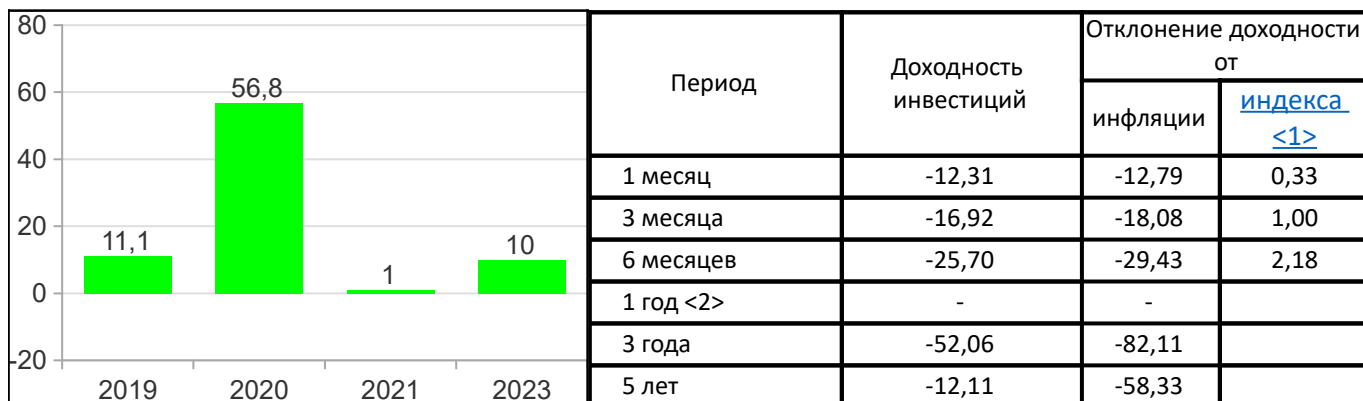 80
60
40
20
0
-20
11,1
56,8
1
10
2019 2020 2021 2023
Период
Доходность
инвестиций
Отклонение доходности
от
инфляции
индекса
<1>
1 месяц -12,31 -12,79 0,33
3 месяца -16,92 -18,08 1,00
6 месяцев -25,70 -29,43 2,18
1 год <2> - -
3 года -52,06 -82,11
5 лет -12,11 -58,33